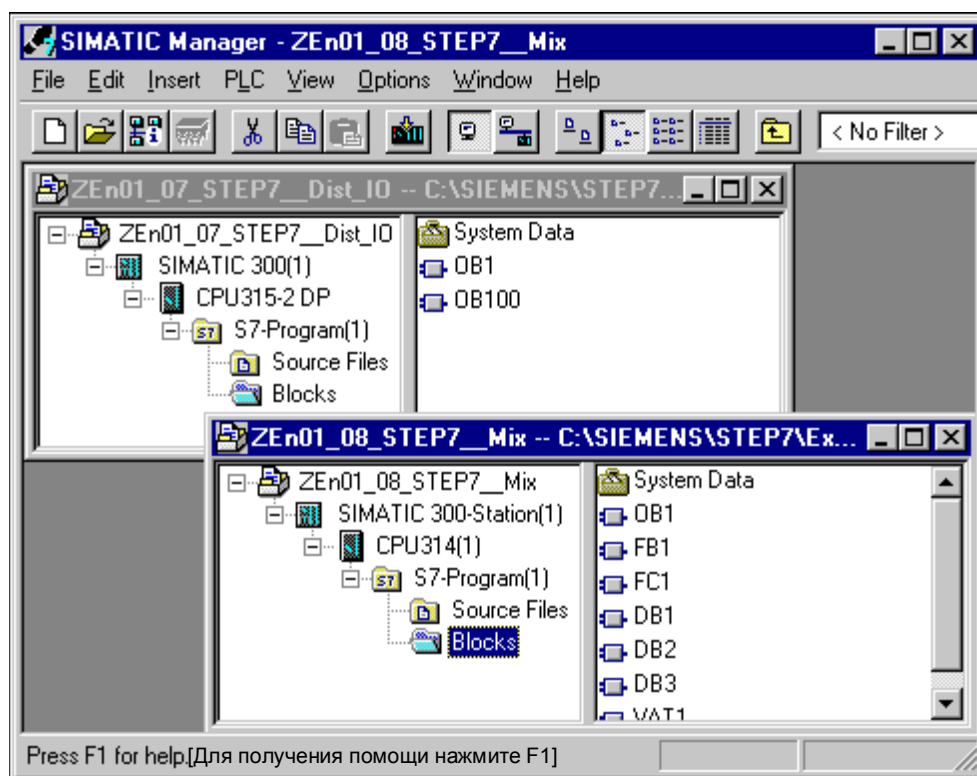 SIMATIC Manager - ZEn01_08_STEP7__Mix
File Edit Insert PLC View Options Window Help
< No Filter >
ZEn01_07_STEP7__Dist_IO -- C:\SIEMENS\STEP7...
ZEn01_07_STEP7__Dist_IO
SIMATIC 300(1)
CPU315-2 DP
S7-Program(1)
Source Files
Blocks
System Data
OB1
OB100
ZEn01_08_STEP7__Mix -- C:\SIEMENS\STEP7\Ex...
ZEn01_08_STEP7__Mix
SIMATIC 300-Station(1)
CPU314(1)
S7-Program(1)
Source Files
Blocks
System Data
OB1
FB1
FC1
DB1
DB2
DB3
VAT1
Press F1 for help.[Для получения помощи нажмите F1]